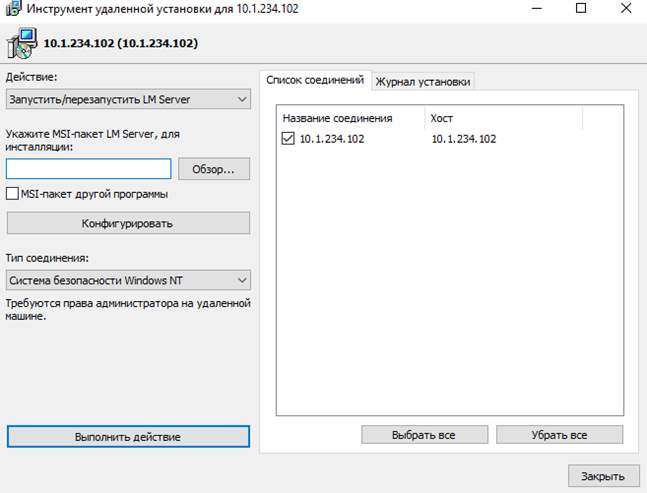 Инструмент удаленной установки для 10.1.234.102
10.1.234.102 (10.1.234.102)
Действие:
Запустить/перезапустить LM Server
Укажите MSI-пакет LM Server, для
инсталляции:
Обзор...
MSI-пакет другой программы
Конфигурировать
Тип соединения:
Система безопасности Windows NT
Требуются права администратора на удаленной
машине.
Выполнить действие
Список соединений
Журнал установки
Название соединения
Хост
10.1.234.102
10.1.234.102
Выбрать все
Убрать все
Закрыть